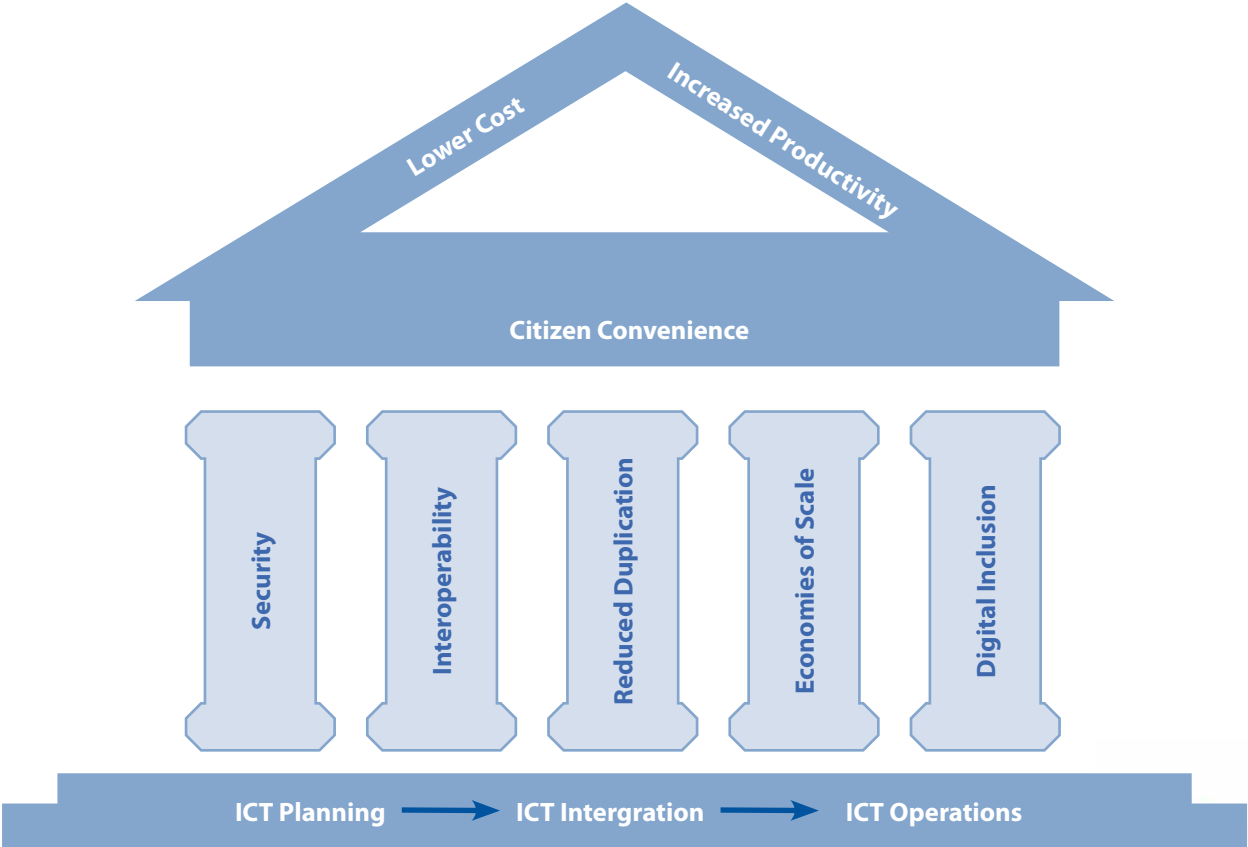 Lower Cost
Increased Productivity
Citizen Convenience
Security
Interoperability
Reduced Duplication
Economies of Scale
Digital Inclusion
ICT Planning
ICT Intergration
ICT Operations